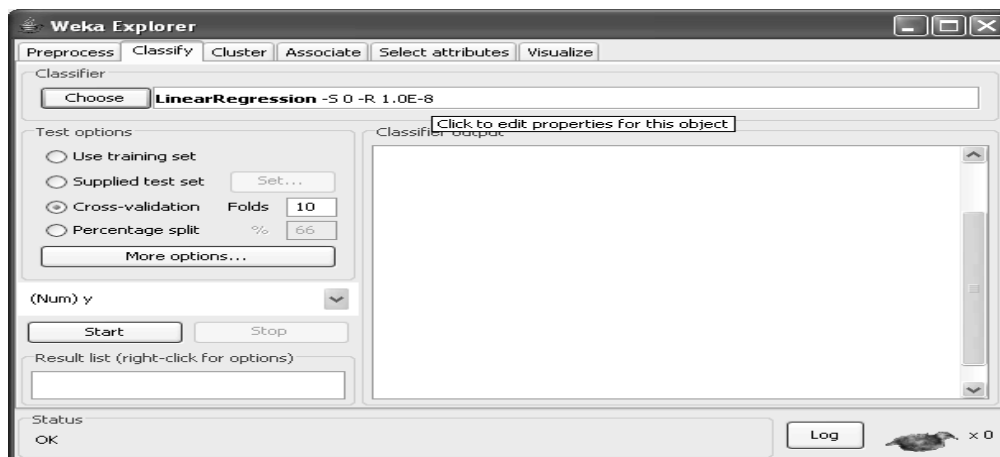 Weka Explorer
Preprocess Classify Cluster Associate Select attributes Visualize
Classifier
Choose LinearRegression -S 0 -R 1.0E-8
Click to edit properties for this object
Test options
Use training set
Supplied test set Set...
Cross-validation Folds 10
Percentage split % 66
More options...
(Num) y
Start Stop
Result list (right-click for options)
Classifier output
Status
OK
Log x 0